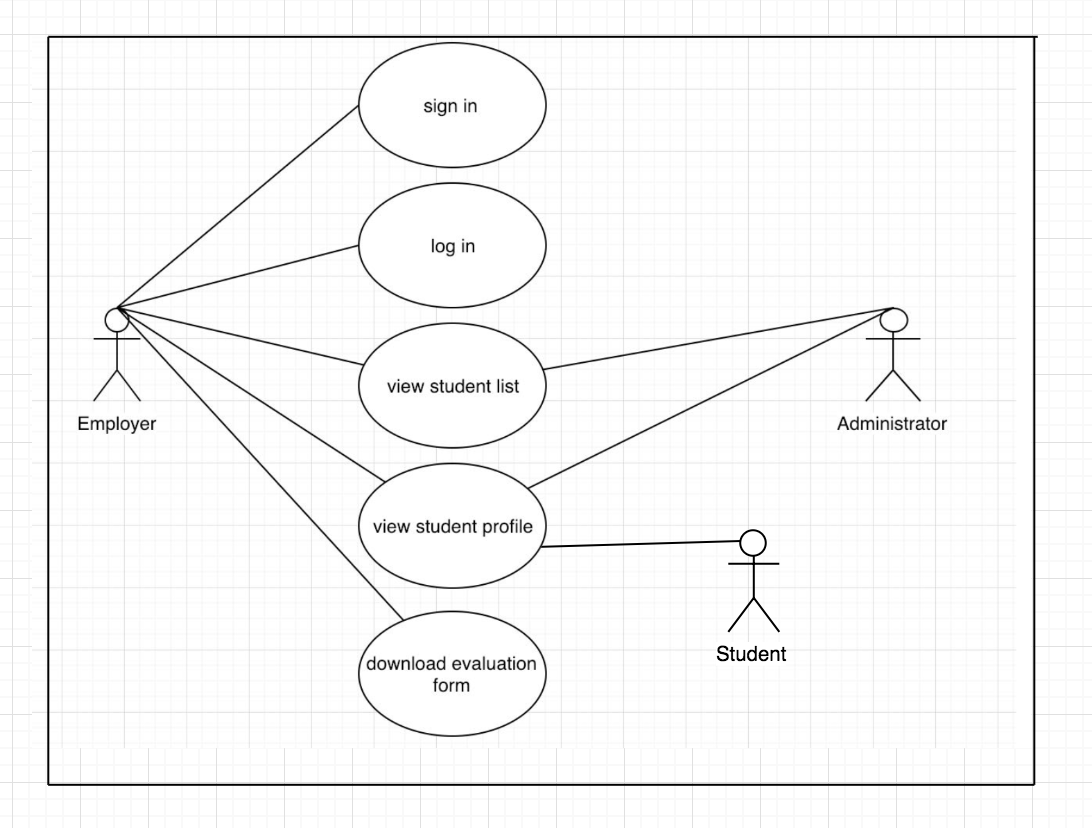 sign in
log in
view student list
Employer
Administrator
view student profile
Student
download evaluation
form